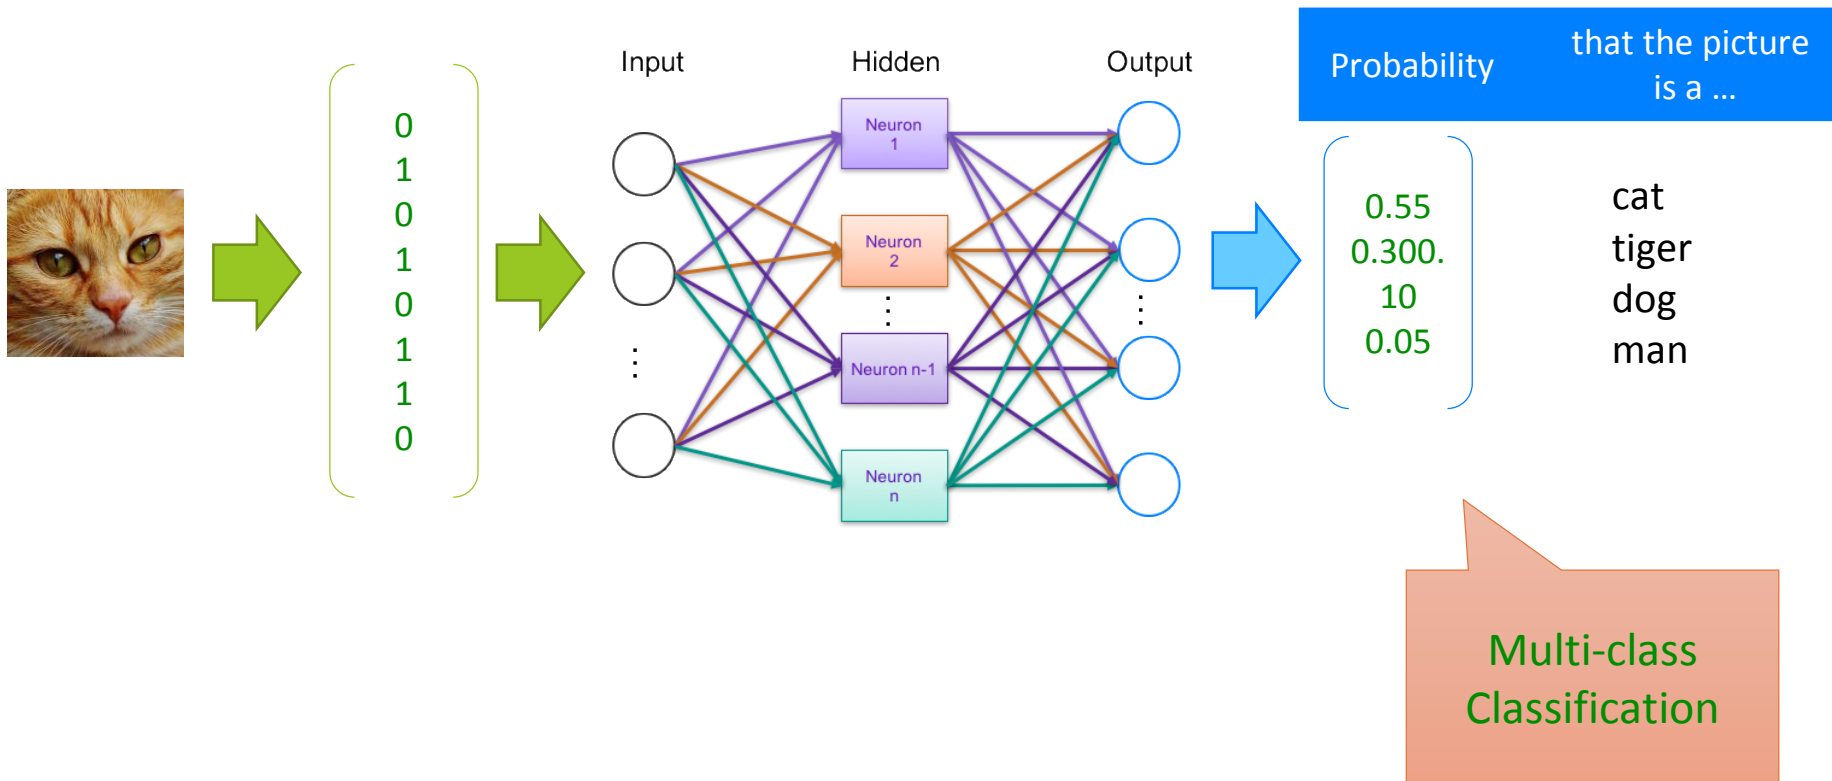 Input
Hidden
Output
Probability
that the picture
is a ...
0
1
0
1
0
1
1
0
Neuron
1
Neuron
2
⋮
⋮
⋮
Neuron n-1
Neuron
n
0.55
0.300.
10
0.05
cat
tiger
dog
man
Multi-class
Classification